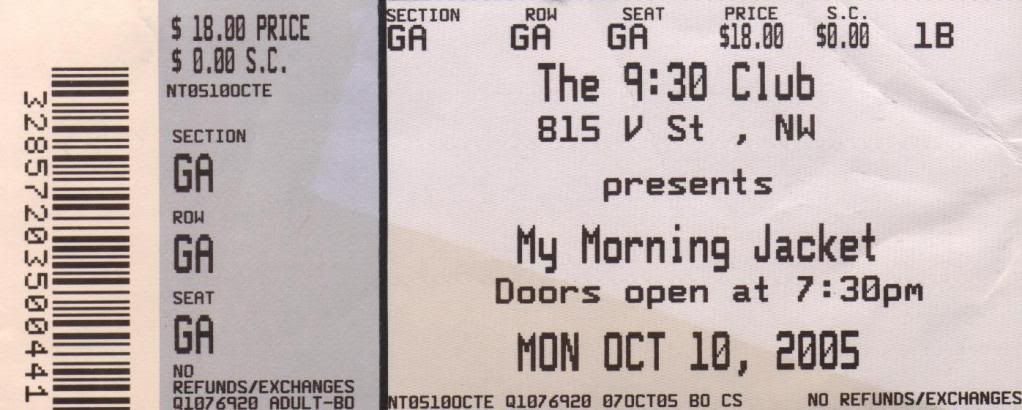 32857203500441
$ 18.00 PRICE
$ 0.00 S.C.
NT0510OCTE
SECTION
GA
ROW
GA
SEAT
GA
NO
REFUNDS/EXCHANGES
Q1076920 ADULT-BO
SECTION ROW SEAT PRICE S.C.
GA GA GA $18.00 $0.00 1B
The 9:30 Club
815 V St , NW
presents
My Morning Jacket
Doors open at 7:30pm
MON OCT 10, 2005
NT0510OCTE Q1076920 07OCT05 BO CS NO REFUNDS/EXCHANGES